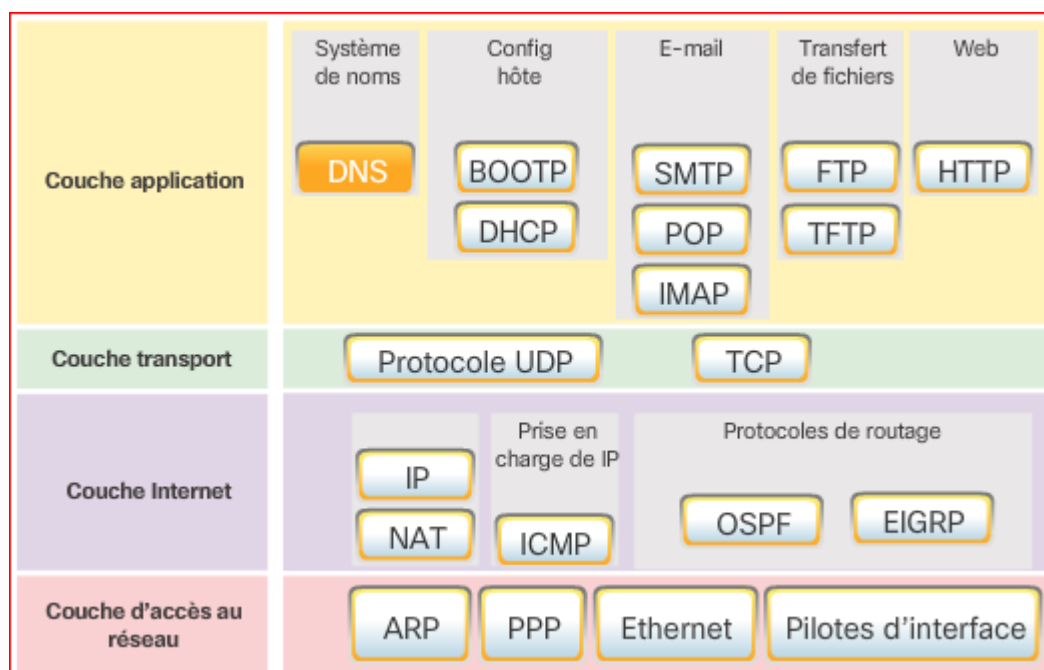 Système
de noms
Config
hôte
E-mail
Transfert
de fichiers
Web
Couche application
DNS
BOOTP
SMTP
FTP
HTTP
DHCP
POP
TFTP
IMAP
Couche transport
Protocole UDP
TCP
Couche Internet
Prise en
charge de IP
Protocoles de routage
IP
NAT
ICMP
OSPF
EIGRP
Couche d'accès au
réseau
ARP
PPP
Ethernet
Pilotes d'interface